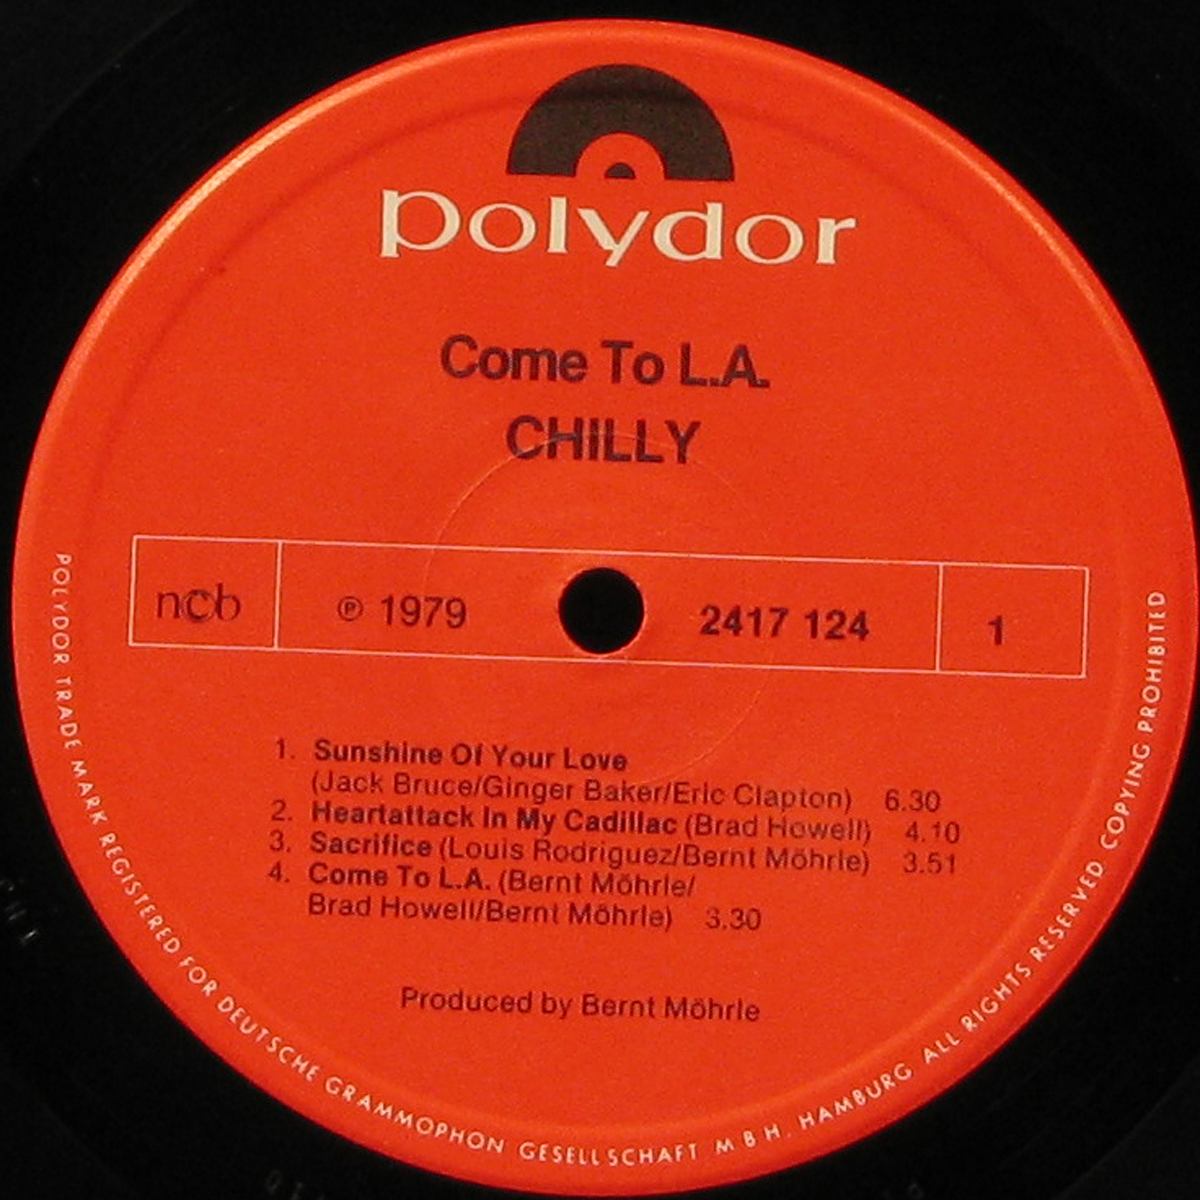 polydor
Come To L.A.
CHILLY
ncb
℗ 1979
2417 124
1
1. Sunshine Of Your Love
(Jack Bruce/Ginger Baker/Eric Clapton) 6.30
2. Heartattack In My Cadillac (Brad Howell) 4.10
3. Sacrifice (Louis Rodriguez/Bernt Möhrle) 3.51
4. Come To L.A. (Bernt Möhrle/
Brad Howell/Bernt Möhrle) 3.30
Produced by Bernt Möhrle
POLYDOR TRADE MARK REGISTERED FOR DEUTSCHE GRAMMOPHON GESELLSCHAFT M B H. HAMBURG ALL RIGHTS RESERVED. COPYING PROHIBITED